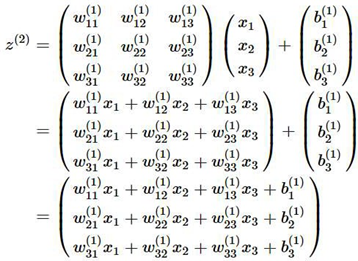 z^{(2)} = \begin{pmatrix} w_{11}^{(1)} & w_{12}^{(1)} & w_{13}^{(1)} \\ w_{21}^{(1)} & w_{22}^{(1)} & w_{23}^{(1)} \\ w_{31}^{(1)} & w_{32}^{(1)} & w_{33}^{(1)} \end{pmatrix} \begin{pmatrix} x_1 \\ x_2 \\ x_3 \end{pmatrix} + \begin{pmatrix} b_1^{(1)} \\ b_2^{(1)} \\ b_3^{(1)} \end{pmatrix}
= \begin{pmatrix} w_{11}^{(1)} x_1 + w_{12}^{(1)} x_2 + w_{13}^{(1)} x_3 \\ w_{21}^{(1)} x_1 + w_{22}^{(1)} x_2 + w_{23}^{(1)} x_3 \\ w_{31}^{(1)} x_1 + w_{32}^{(1)} x_2 + w_{33}^{(1)} x_3 \end{pmatrix} + \begin{pmatrix} b_1^{(1)} \\ b_2^{(1)} \\ b_3^{(1)} \end{pmatrix}
= \begin{pmatrix} w_{11}^{(1)} x_1 + w_{12}^{(1)} x_2 + w_{13}^{(1)} x_3 + b_1^{(1)} \\ w_{21}^{(1)} x_1 + w_{22}^{(1)} x_2 + w_{23}^{(1)} x_3 + b_2^{(1)} \\ w_{31}^{(1)} x_1 + w_{32}^{(1)} x_2 + w_{33}^{(1)} x_3 + b_3^{(1)} \end{pmatrix}